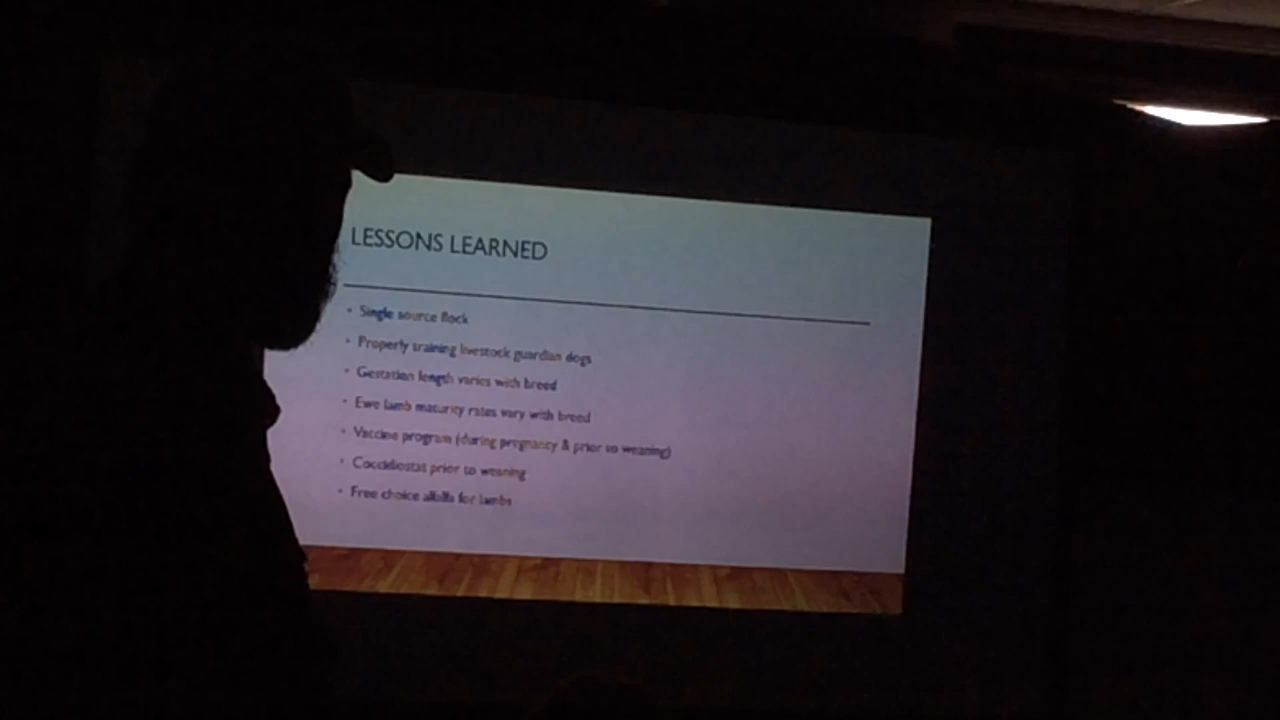 LESSONS LEARNED
• Single source flock
• Properly training livestock guardian dogs
• Gestation length varies with breed
• Ewe lamb maturity rates vary with breed
• Vaccine program (during pregnancy & prior to weaning)
• Coccidiostat prior to weaning
• Free choice alfalfa for lambs